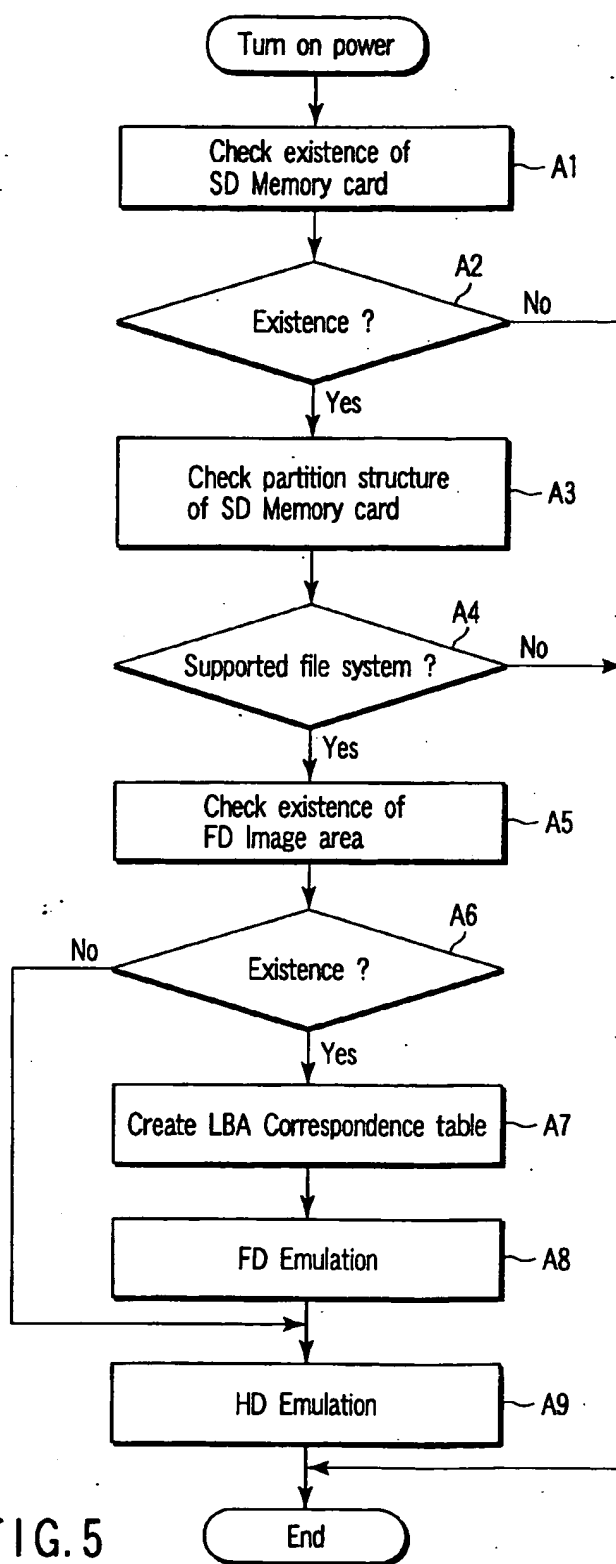 Turn on power
Check existence of
SD Memory card
A1
A2
Existence ?
No
Yes
Check partition structure
of SD Memory card
A3
A4
Supported file system ?
No
Yes
Check existence of
FD Image area
A5
A6
No
Existence ?
Yes
Create LBA Correspondence table
A7
FD Emulation
A8
HD Emulation
A9
FIG. 5
End